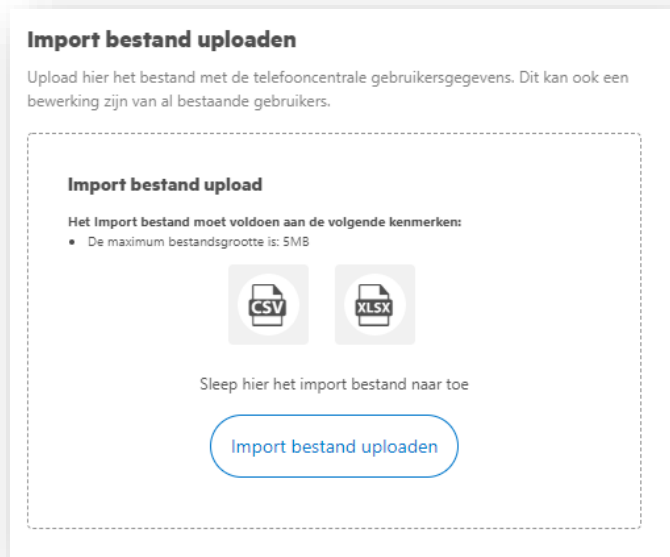 Import bestand uploaden
Upload hier het bestand met de telefooncentrale gebruikersgegevens. Dit kan ook een
bewerking zijn van al bestaande gebruikers.
Import bestand upload
Het Import bestand moet voldoen aan de volgende kenmerken:
• De maximum bestandsgrootte is: 5MB
CSV XLSX
Sleep hier het import bestand naar toe
Import bestand uploaden